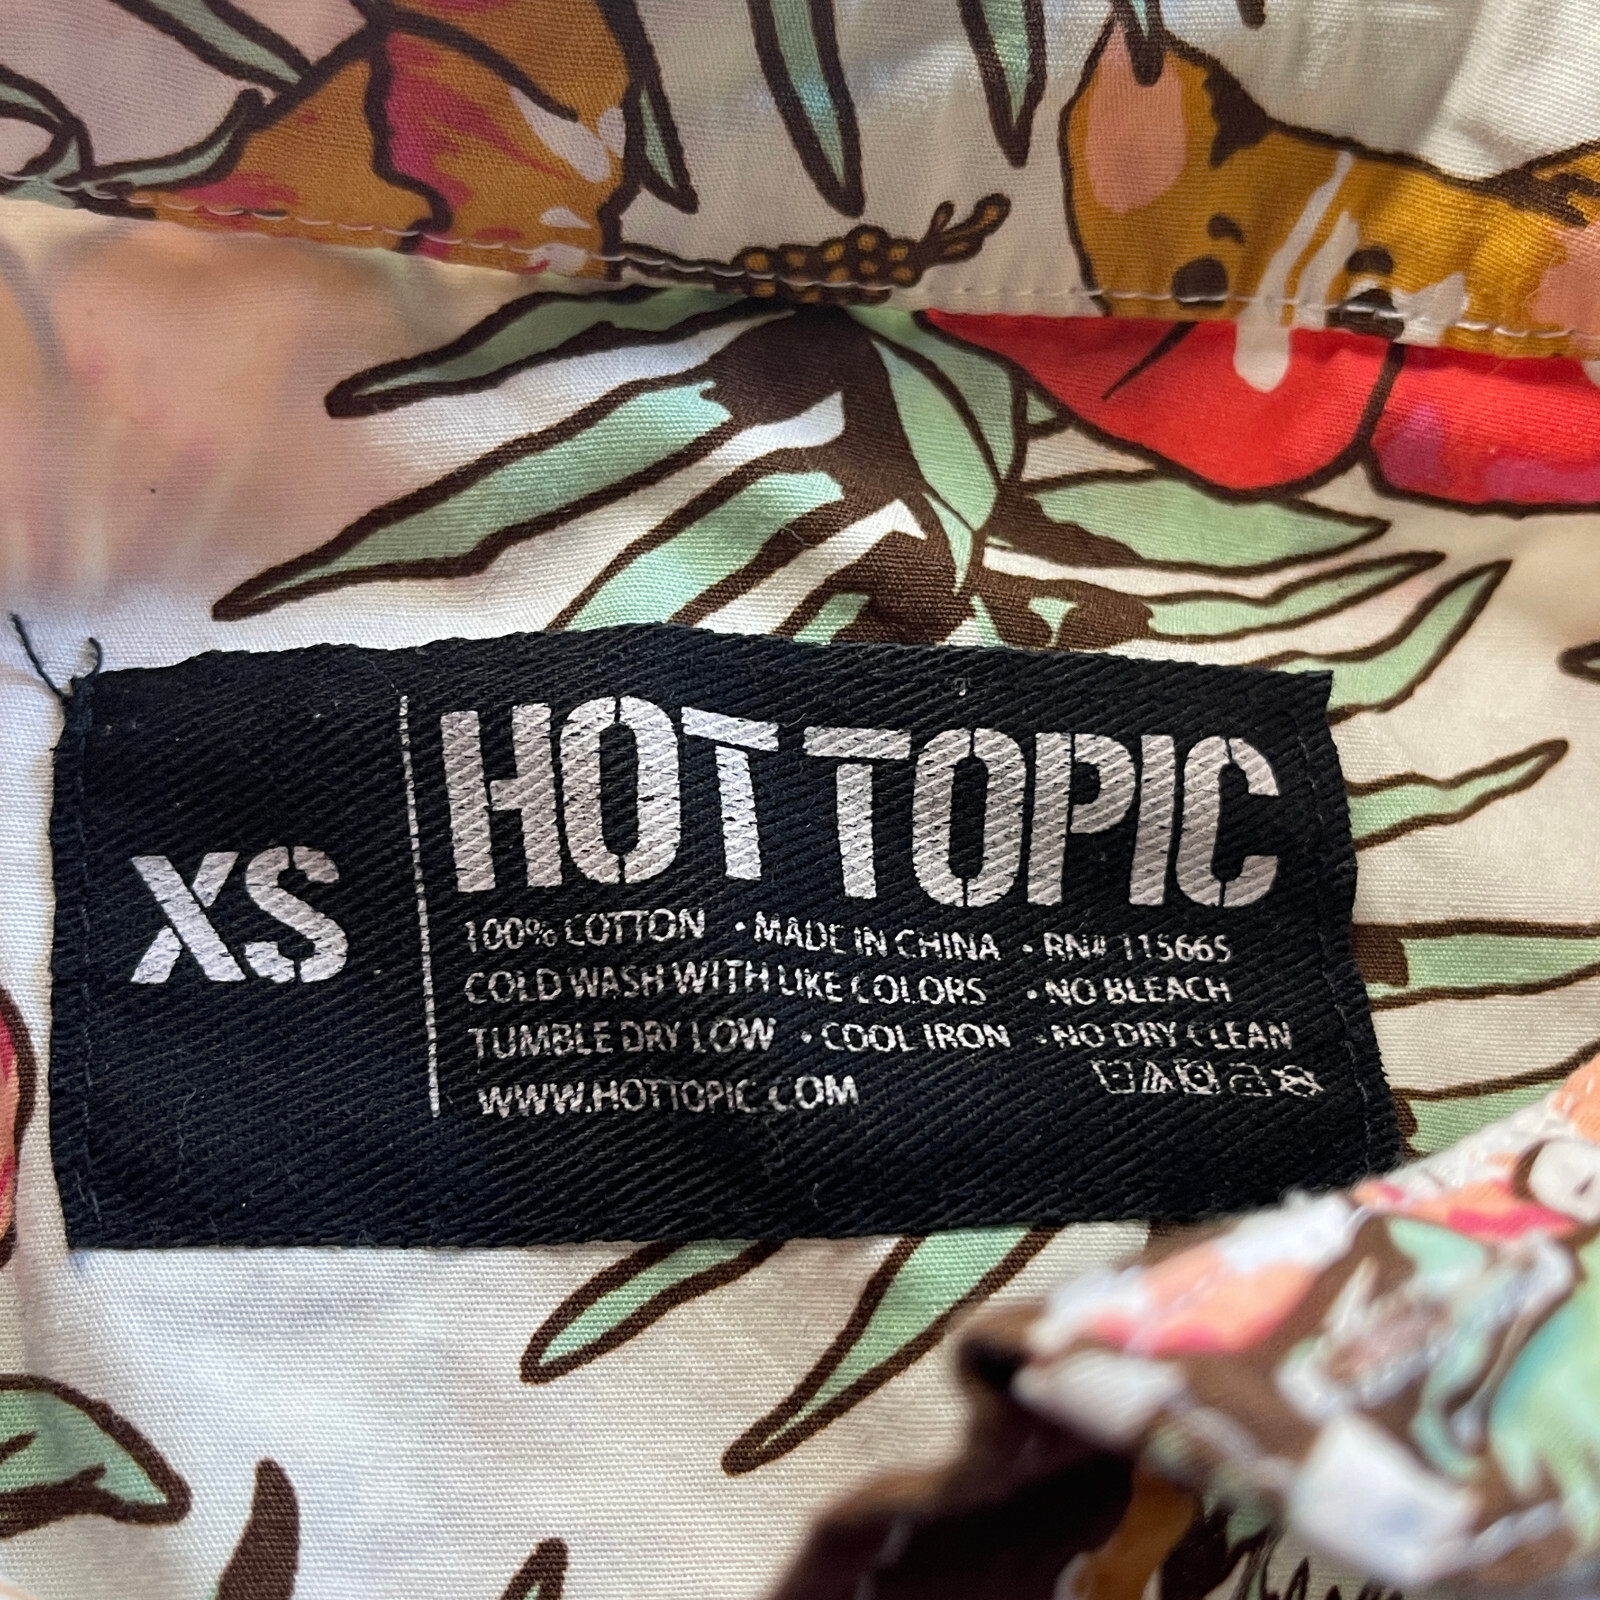 XS
HOT TOPIC
100% COTTON • MADE IN CHINA • RN# 115665
COLD WASH WITH LIKE COLORS • NO BLEACH
TUMBLE DRY LOW • COOL IRON • NO DRY CLEAN
WWW.HOTTOPIC.COM